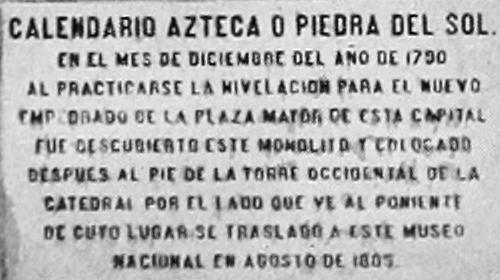 CALENDARIO AZTECA O PIEDRA DEL SOL.
EN EL MES DE DICIEMBRE DEL AÑO DE 1790
AL PRACTICARSE LA NIVELACION PARA EL NUEVO
EMPEDRADO DE LA PLAZA MAYOR DE ESTA CAPITAL
FUE DESCUBIERTO ESTE MONOLITO Y COLOCADO
DESPUES AL PIE DE LA TORRE OCCIDENTAL DE LA
CATEDRAL POR EL LADO QUE VE AL PONIENTE
DE CUYO LUGAR SE TRASLADO A ESTE MUSEO
NACIONAL EN AGOSTO DE 1885.